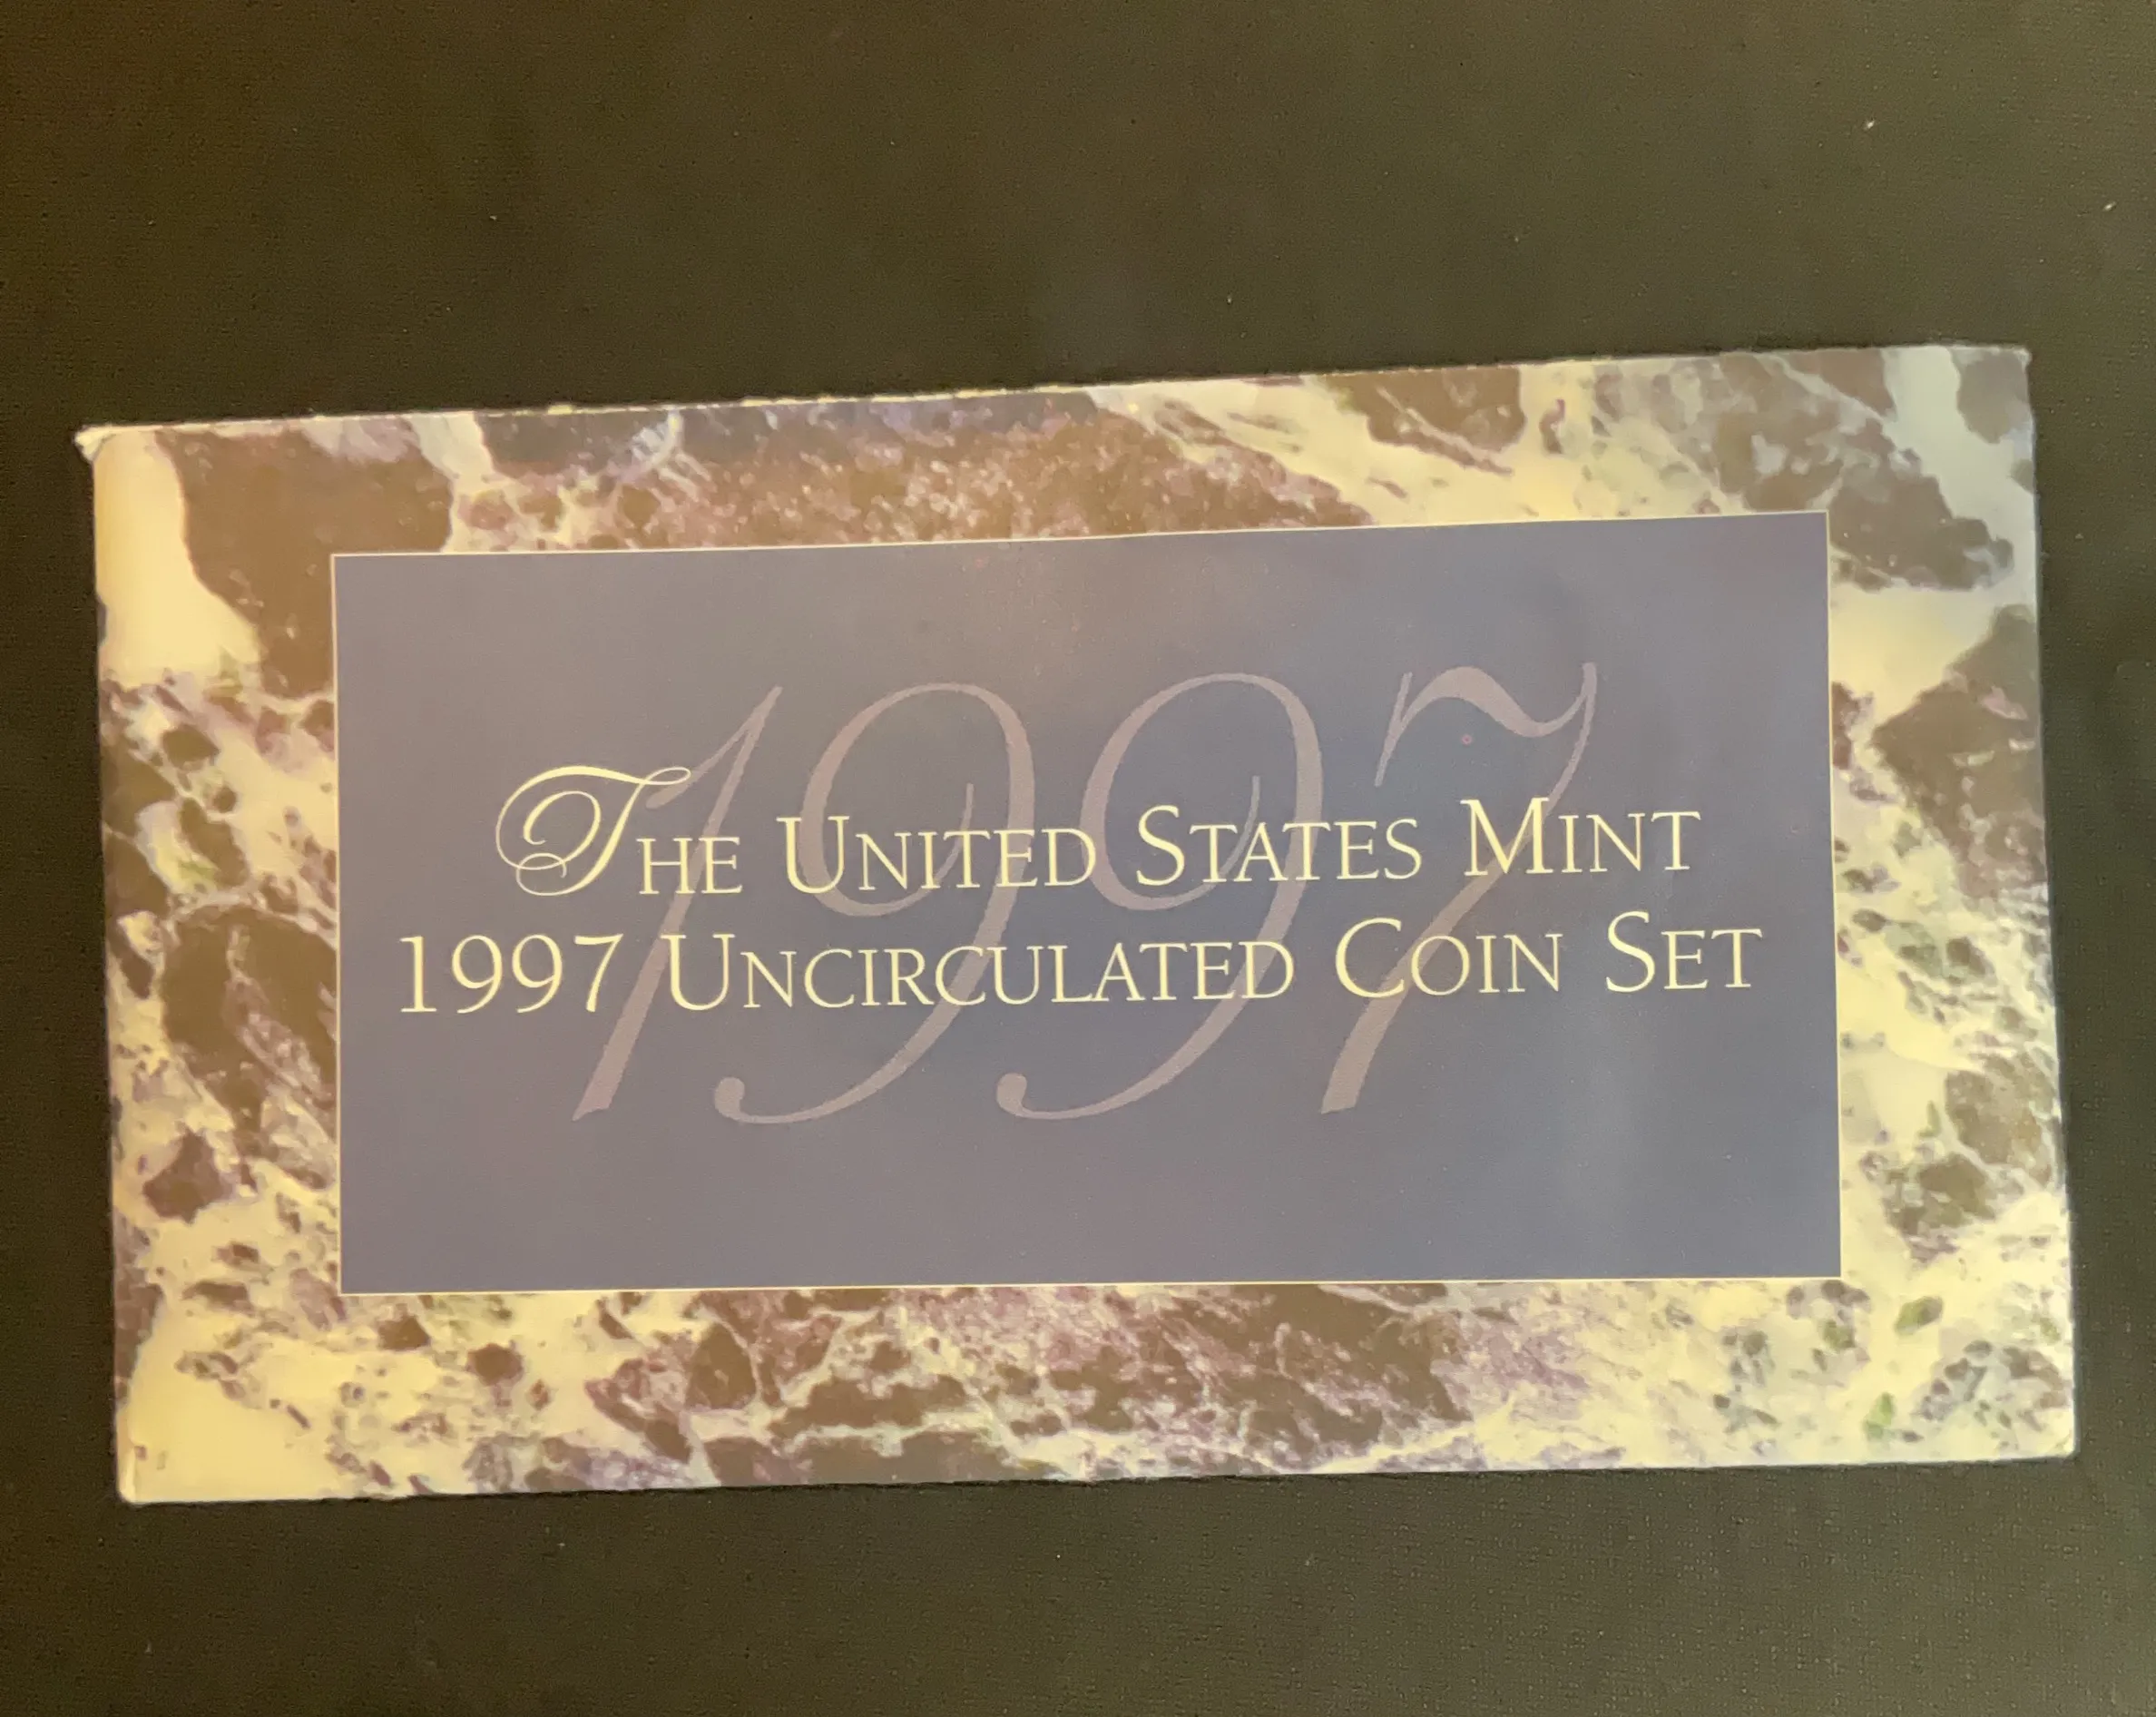 1997
The United States Mint
1997 Uncirculated Coin Set